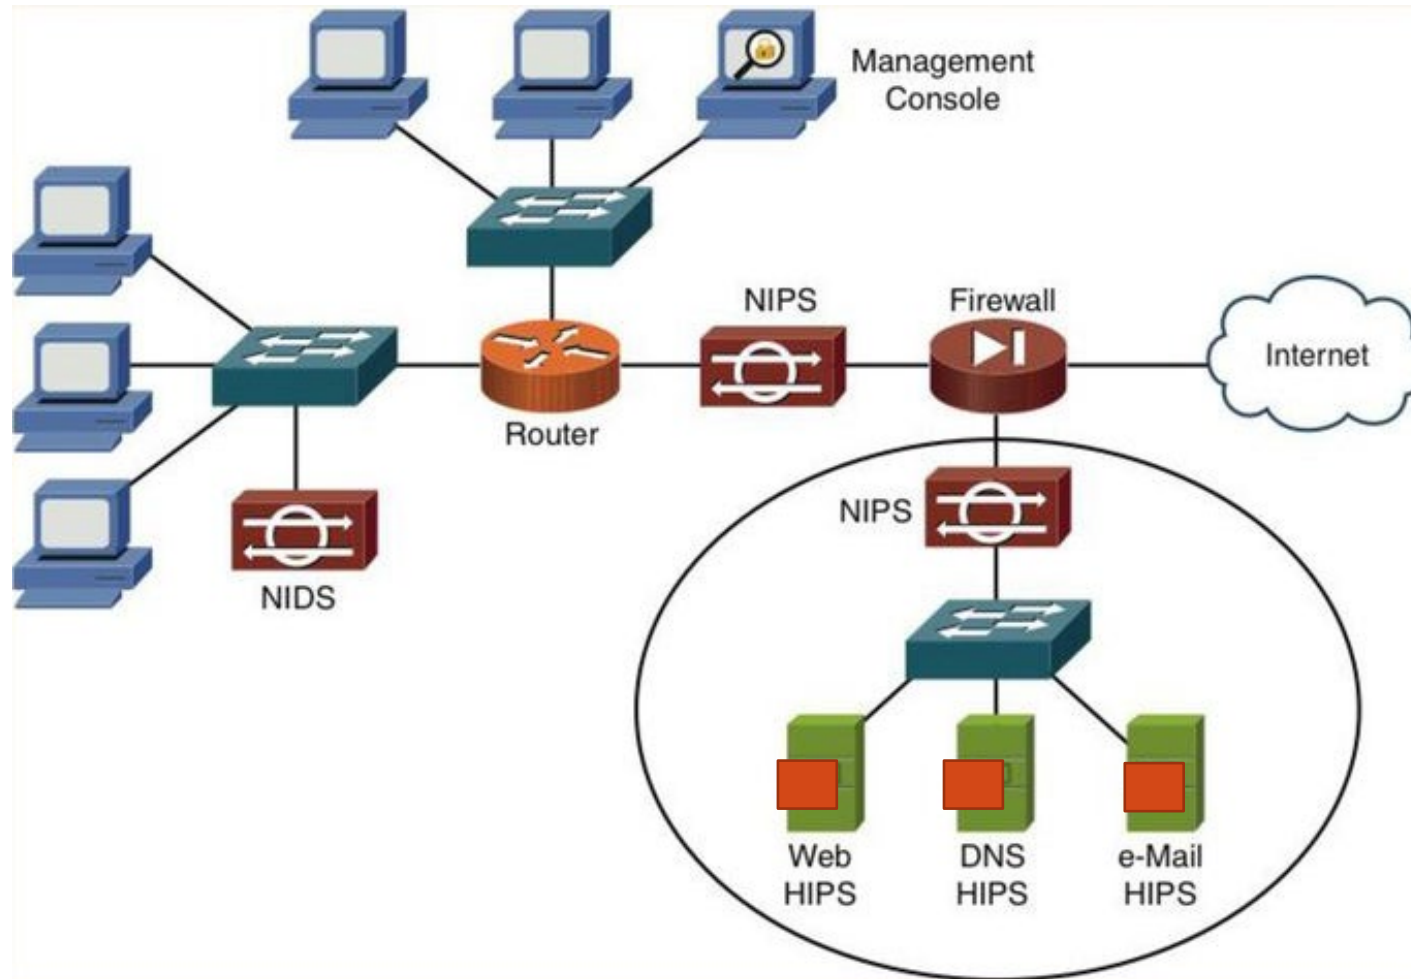 Management
Console
NIPS
Firewall
Internet
Router
NIPS
NIDS
Web
HIPS
DNS
HIPS
e-Mail
HIPS